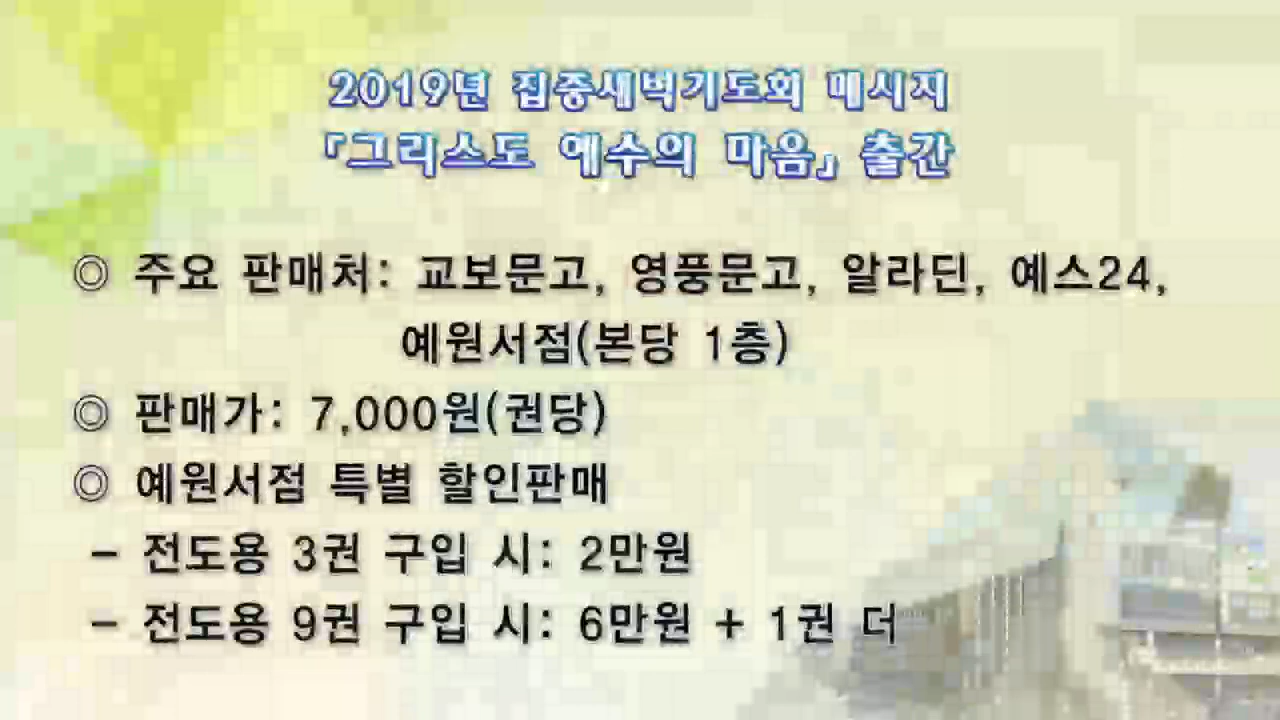 2019년 집중새벽기도회 메시지
『그리스도 예수의 마음』 출간
◎ 주요 판매처: 교보문고, 영풍문고, 알라딘, 예스24,
예원서점(본당 1층)
◎ 판매가: 7,000원(권당)
◎ 예원서점 특별 할인판매
- 전도용 3권 구입 시: 2만원
- 전도용 9권 구입 시: 6만원 + 1권 더